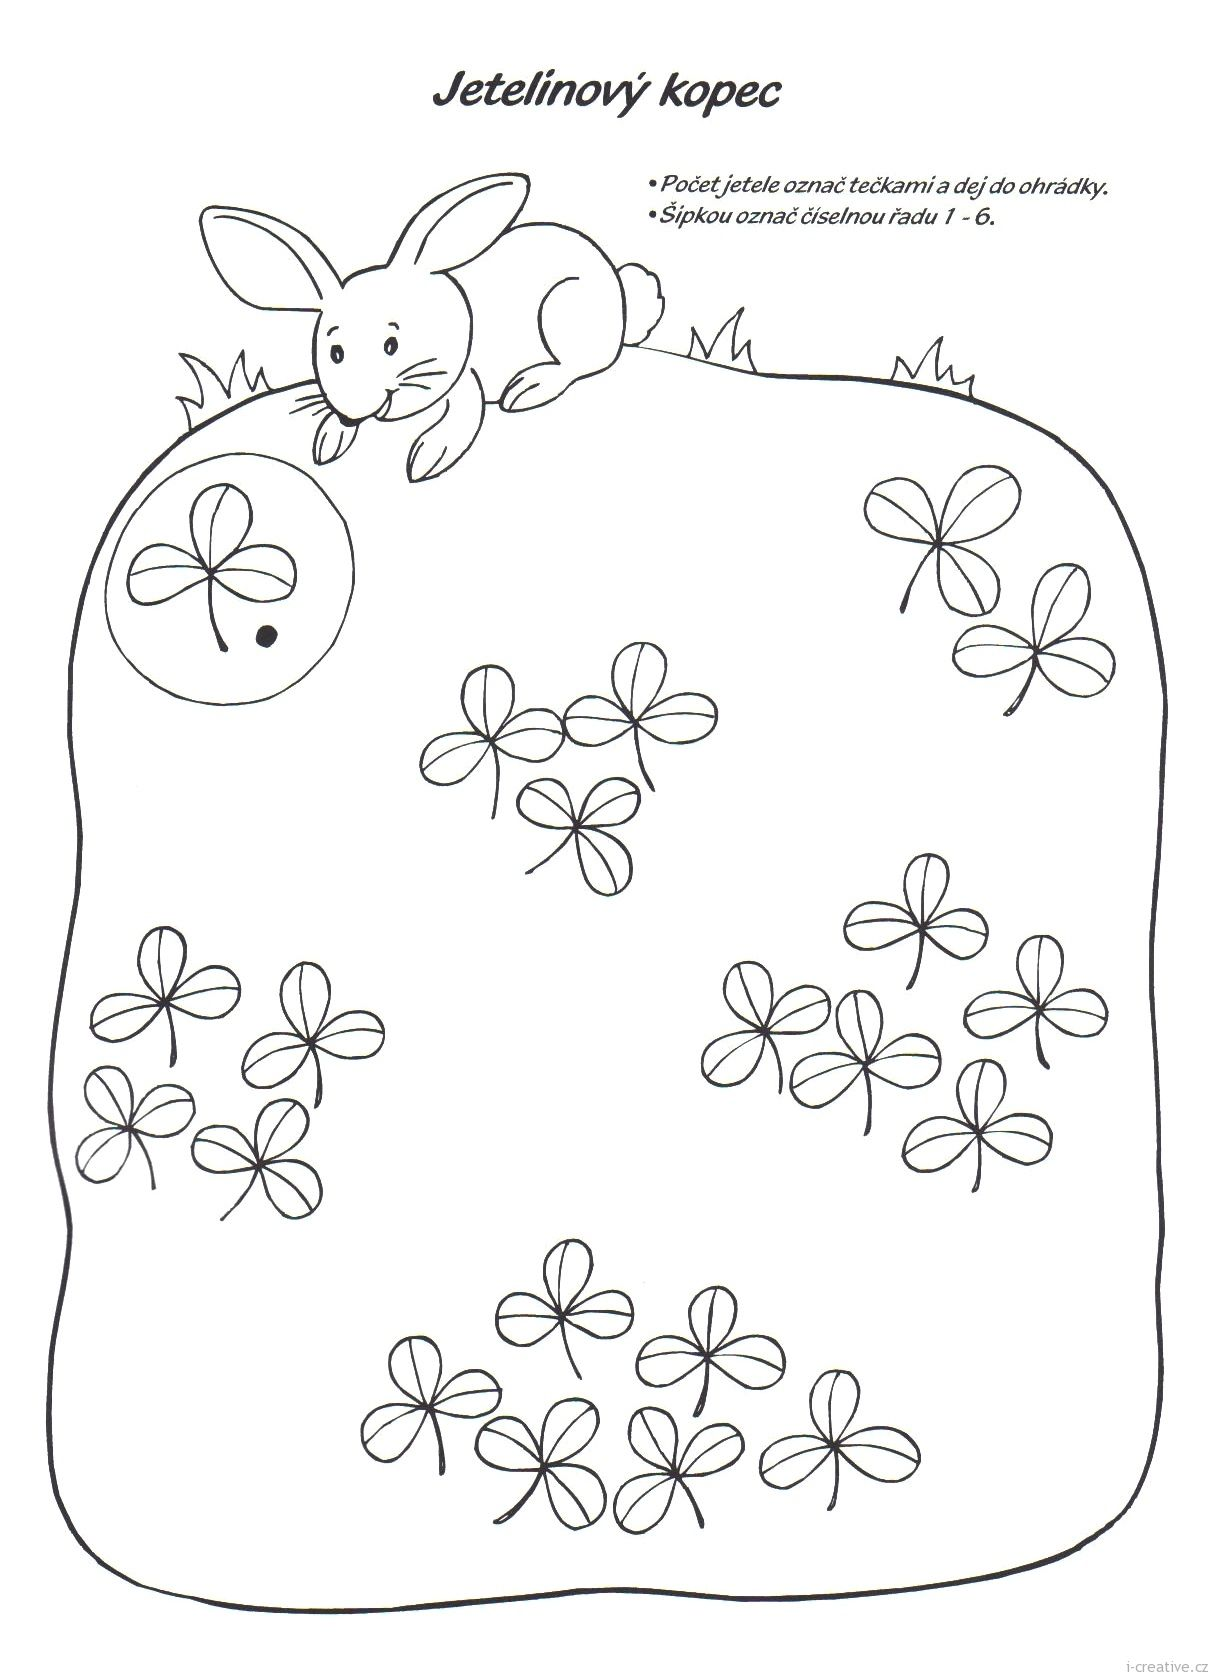 Jetelinový kopec
• Počet jetele označ tečkami a dej do ohrádky.
• Šipkou označ číselnou řadu 1 - 6.
i-creative.cz